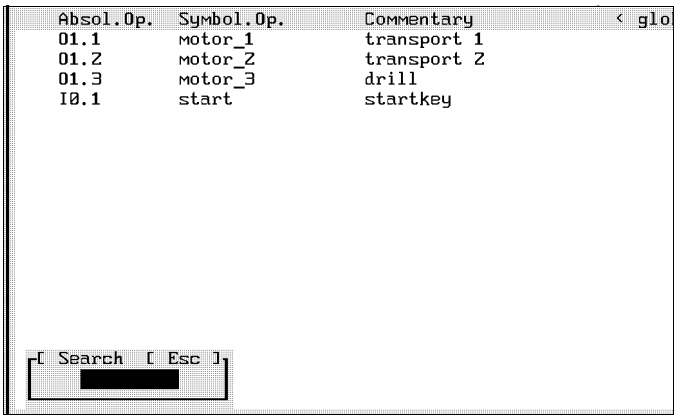 Absol.Op. Symbol.Op. Commentary < glo
O1.1 motor_1 transport 1
O1.2 motor_2 transport 2
O1.3 motor_3 drill
I0.1 start startkey
[ Search [ Esc ]